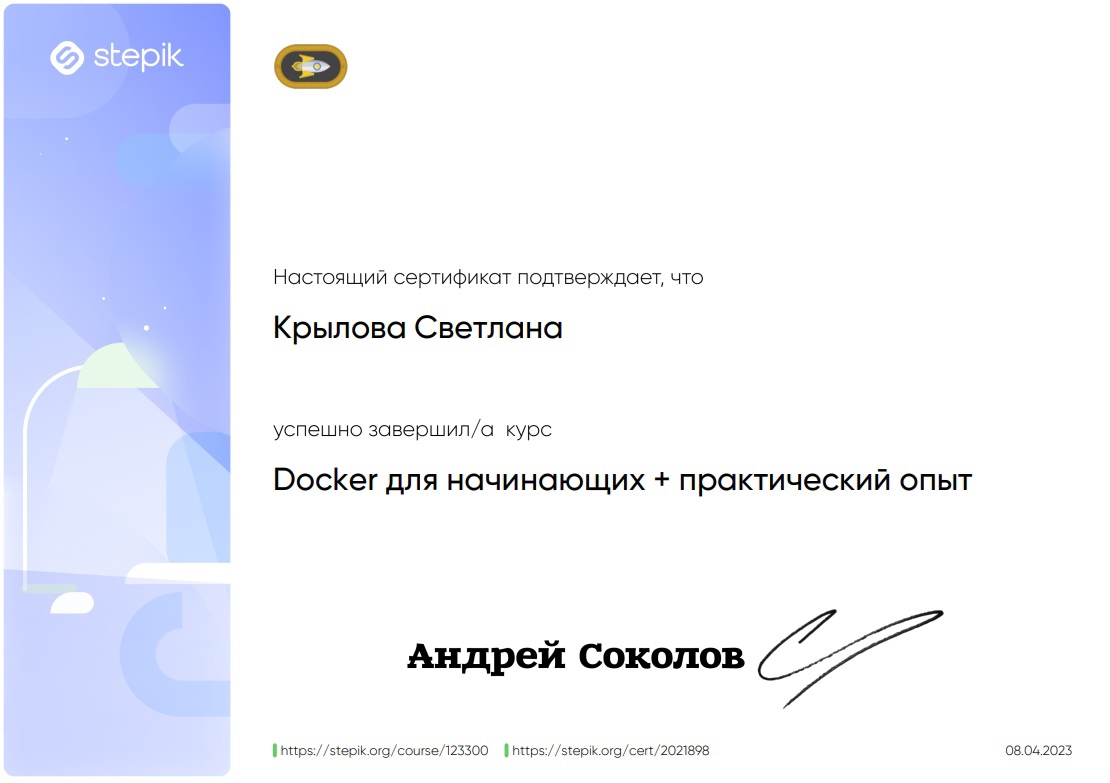 stepik
Настоящий сертификат подтверждает, что
Крылова Светлана
успешно завершил/а курс
Docker для начинающих + практический опыт
Андрей Соколов
https://stepik.org/course/123300 https://stepik.org/cert/2021898 08.04.2023